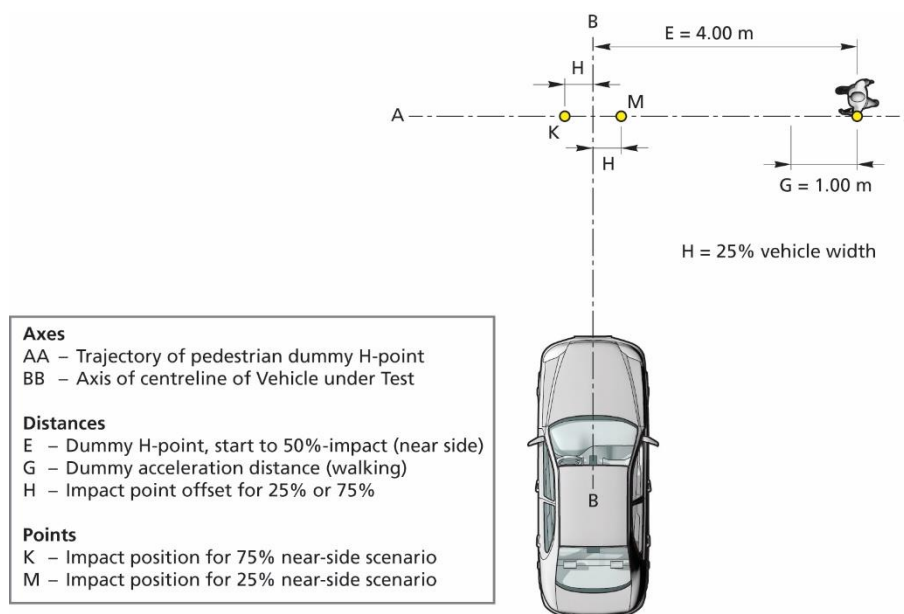 B
E = 4.00 m
H
M
A
K
H
G = 1.00 m
H = 25% vehicle width
B
Axes
AA – Trajectory of pedestrian dummy H-point
BB – Axis of centreline of Vehicle under Test
Distances
E – Dummy H-point, start to 50%-impact (near side)
G – Dummy acceleration distance (walking)
H – Impact point offset for 25% or 75%
Points
K – Impact position for 75% near-side scenario
M – Impact position for 25% near-side scenario